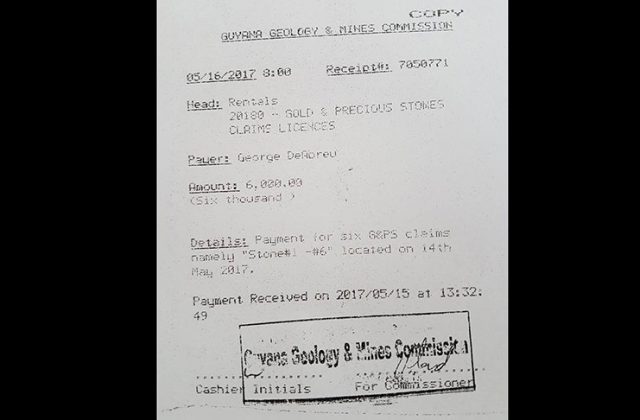 COPY
GUYANA GEOLOGY & MINES COMMISSION
05/16/2017 8:00 Receipt#: 7050771
Head: Rentals
20180 - GOLD & PRECIOUS STONES
CLAIMS LICENCES
Payer: George DeAbreu
Amount: 6,000.00
(Six thousand )
Details: Payment for six G&PS claims
namely "Stone#1 -#6" located on 14th
May 2017.
Payment Received on 2017/05/15 at 13:32:
49
Guyana Geology & Mines Commission
Cashier Initials For Commissioner